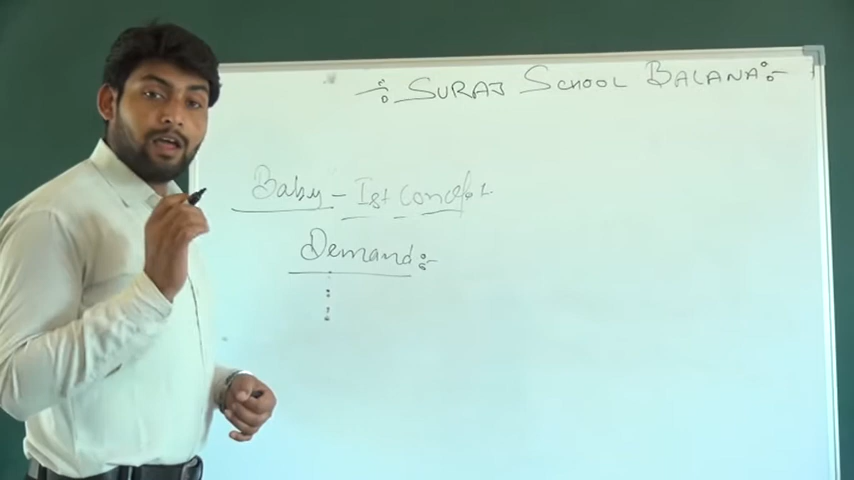 ÷ SURAJ SCHOOL BALANA :-
Baby - Ist Concept.
Demand :-